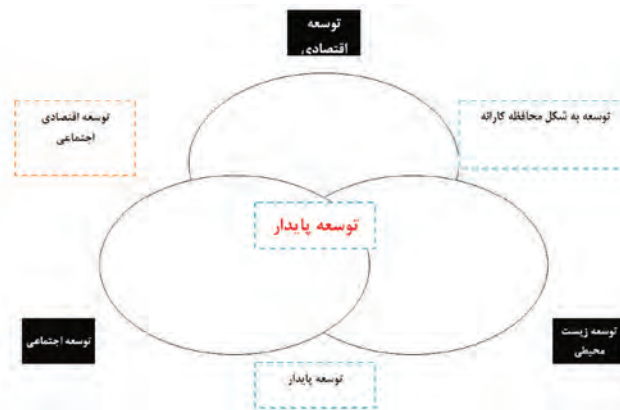 توسعه
اقتصادی
توسعه اقتصادی
اجتماعی
توسعه به شکل محافظه کارانه
توسعه پایدار
توسعه اجتماعی
توسعه زیست
محیطی
توسعه پایدار